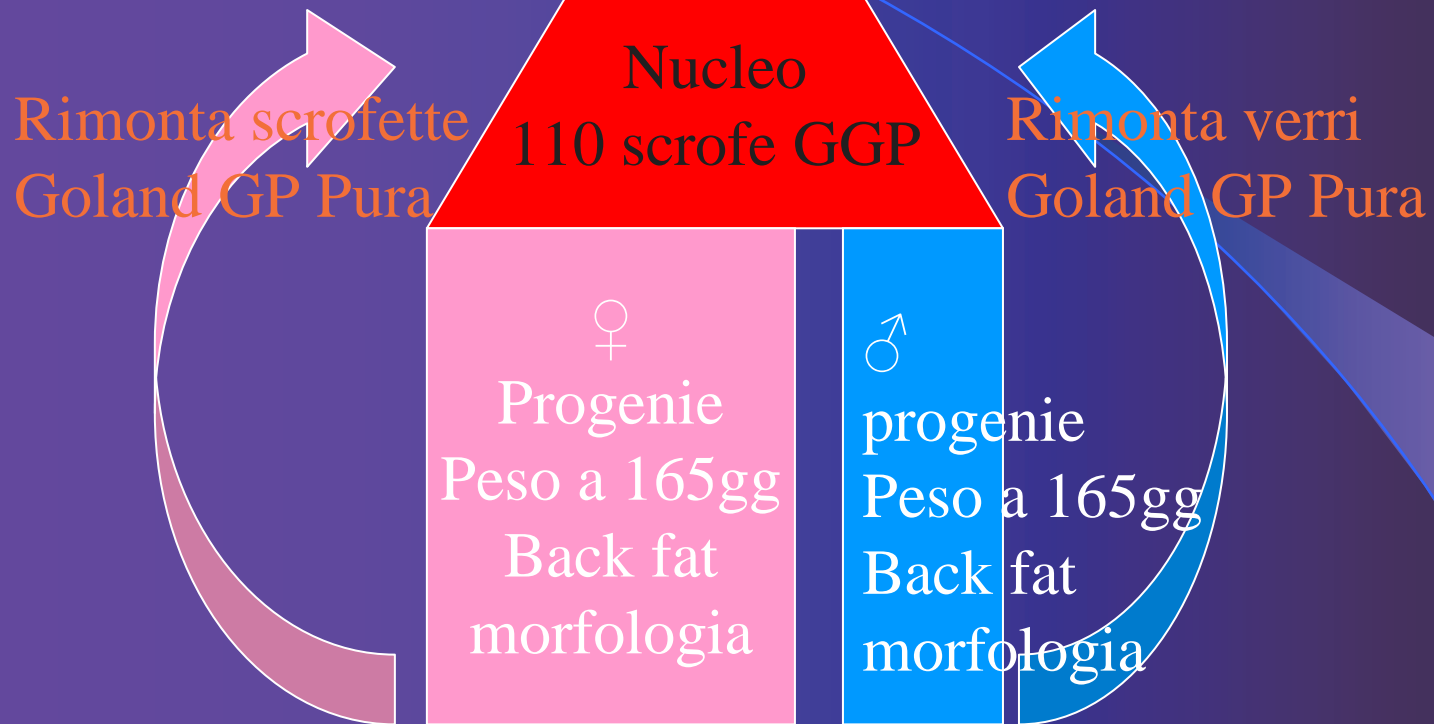 Nucleo
110 scrofe GGP
Rimonta scrofette
Goland GP Pura
Rimonta verri
Goland GP Pura
♀
Progenie
Peso a 165gg
Back fat
morfologia
♂
progenie
Peso a 165gg
Back fat
morfologia